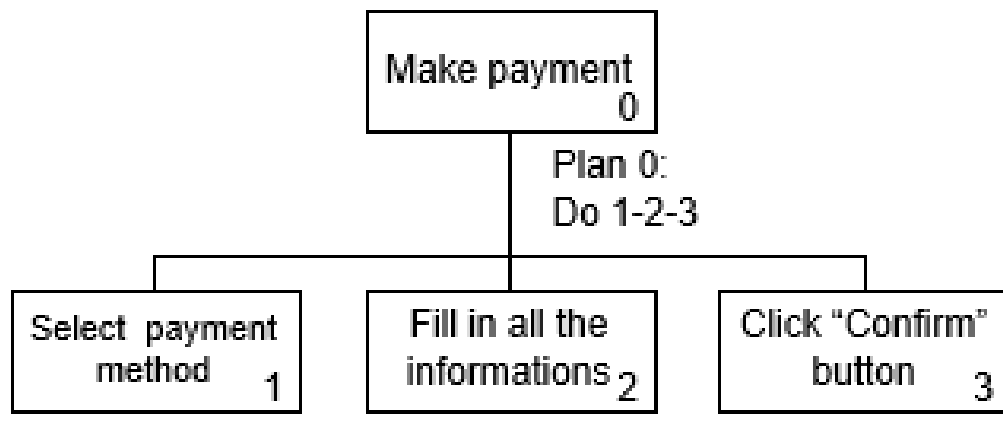 Make payment
0
Plan 0:
Do 1-2-3
Select payment
method
1
Fill in all the
informations
2
Click “Confirm”
button
3